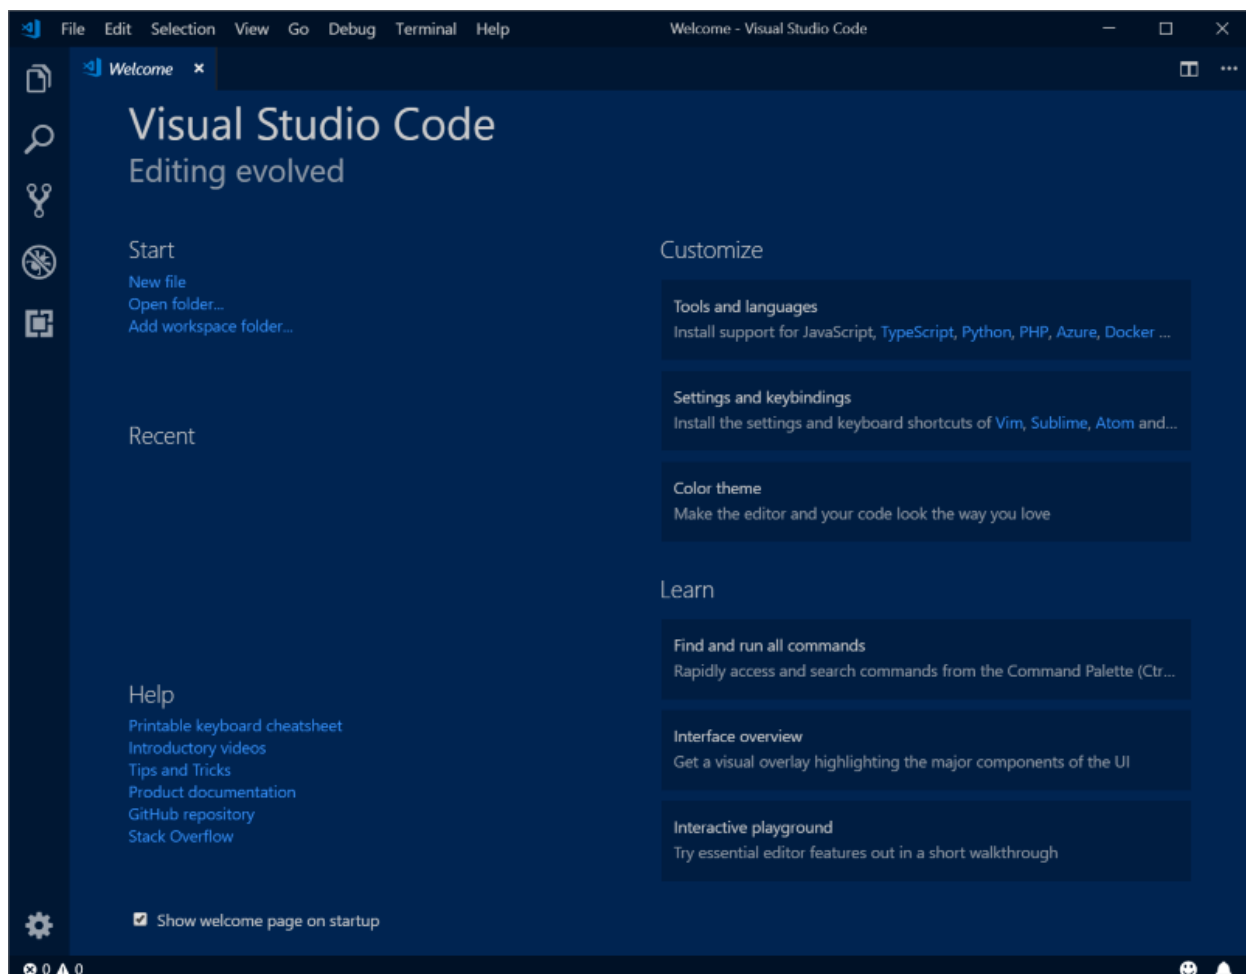 File Edit Selection View Go Debug Terminal Help Welcome - Visual Studio Code
Welcome
Visual Studio Code
Editing evolved
Start
New file
Open folder...
Add workspace folder...
Recent
Help
Printable keyboard cheatsheet
Introductory videos
Tips and Tricks
Product documentation
GitHub repository
Stack Overflow
Show welcome page on startup
Customize
Tools and languages
Install support for JavaScript, TypeScript, Python, PHP, Azure, Docker ...
Settings and keybindings
Install the settings and keyboard shortcuts of Vim, Sublime, Atom and...
Color theme
Make the editor and your code look the way you love
Learn
Find and run all commands
Rapidly access and search commands from the Command Palette (Ctr...
Interface overview
Get a visual overlay highlighting the major components of the UI
Interactive playground
Try essential editor features out in a short walkthrough
0 0